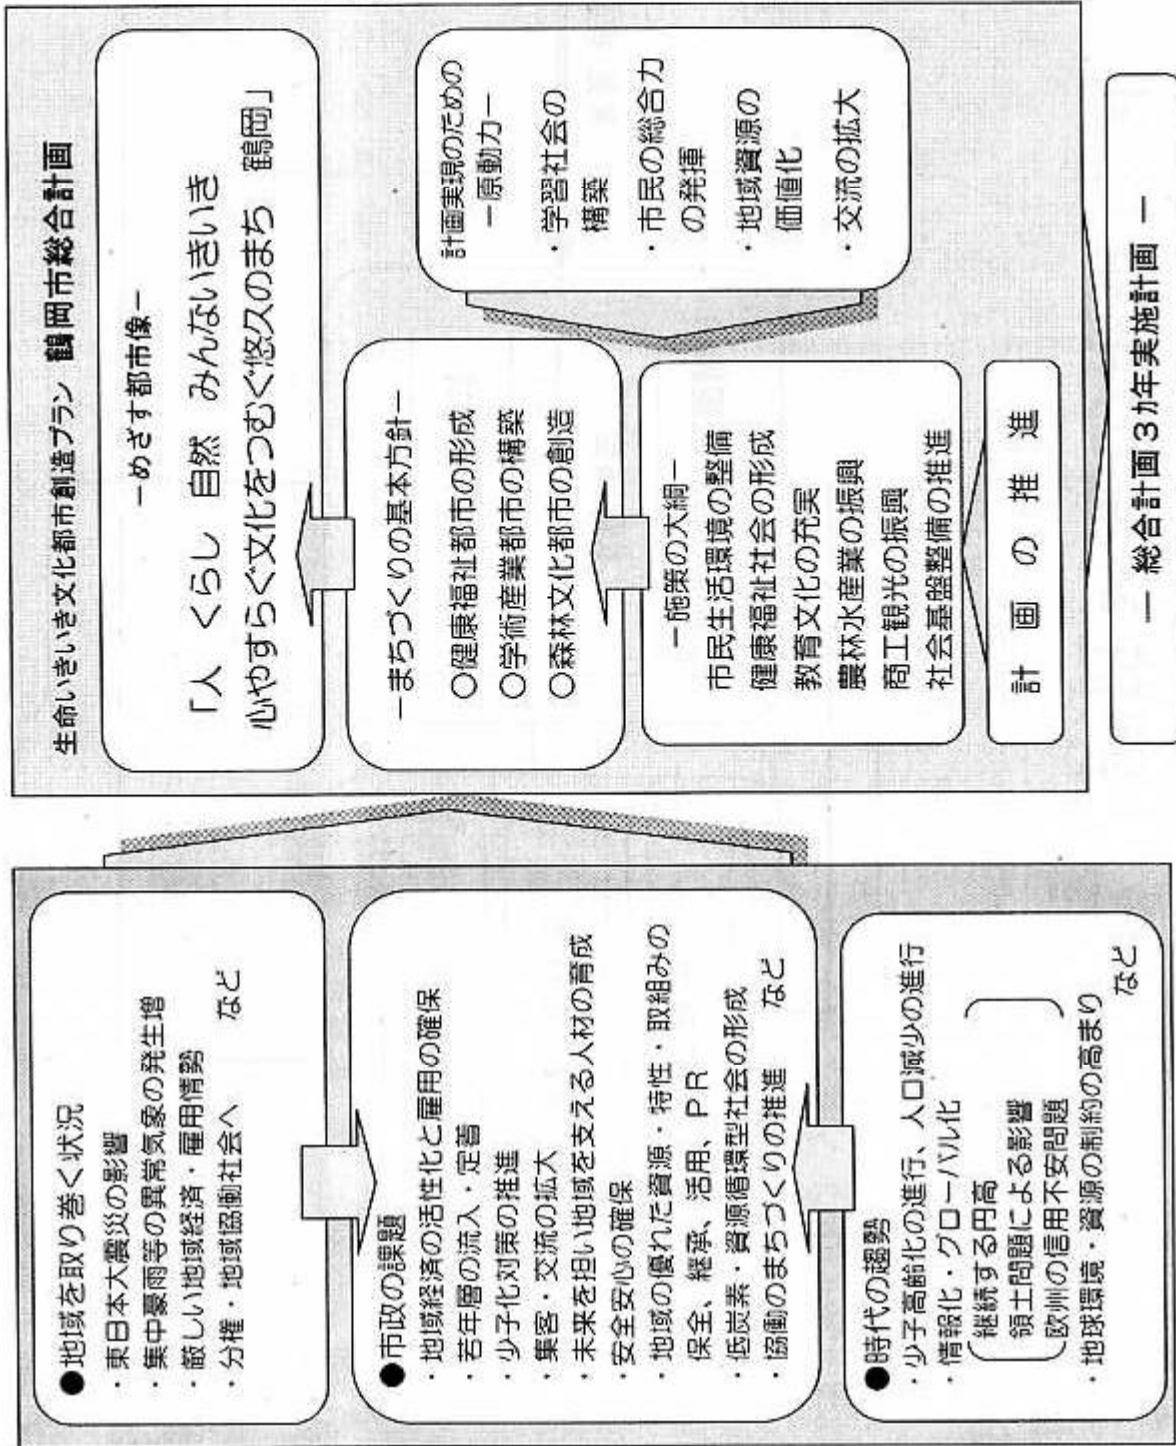 ●地域を取り巻く状況
・東日本大震災の影響
・集中豪雨等の異常気象の発生増
・厳しい地域経済・雇用情勢
・分権・地域協働社会へ　など
●市政の課題
・地域経済の活性化と雇用の確保
・若年層の流入・定着
・少子化対策の推進
・集客・交流の拡大
・未来を担い地域を支える人材の育成
・安全安心の確保
・地域の優れた資源・特性・取組みの
保全、継承、活用、PR
・低炭素・資源循環型社会の形成
・協働のまちづくりの推進　など
●時代の趨勢
・少子高齢化の進行、人口減少の進行
・情報化・グローバル化
継続する円高
領土問題による影響
欧州の信用不安問題
・地球環境・資源の制約の高まり
など
生命いきいき文化都市創造プラン 鶴岡市総合計画
－めざす都市像－
「人　くらし　自然　みんないきいき
心やすらぐ文化をつむぐ悠久のまち　鶴岡」
－まちづくりの基本方針－
○健康福祉都市の形成
○学術産業都市の構築
○森林文化都市の創造
－施策の大綱－
市民生活環境の整備
健康福祉社会の形成
教育文化の充実
農林水産業の振興
商工観光の振興
社会基盤整備の推進
計画の推進
計画実現のための
－原動力－
・学習社会の
構築
・市民の総合力
の発揮
・地域資源の
価値化
・交流の拡大
― 総合計画3ヵ年実施計画 ―